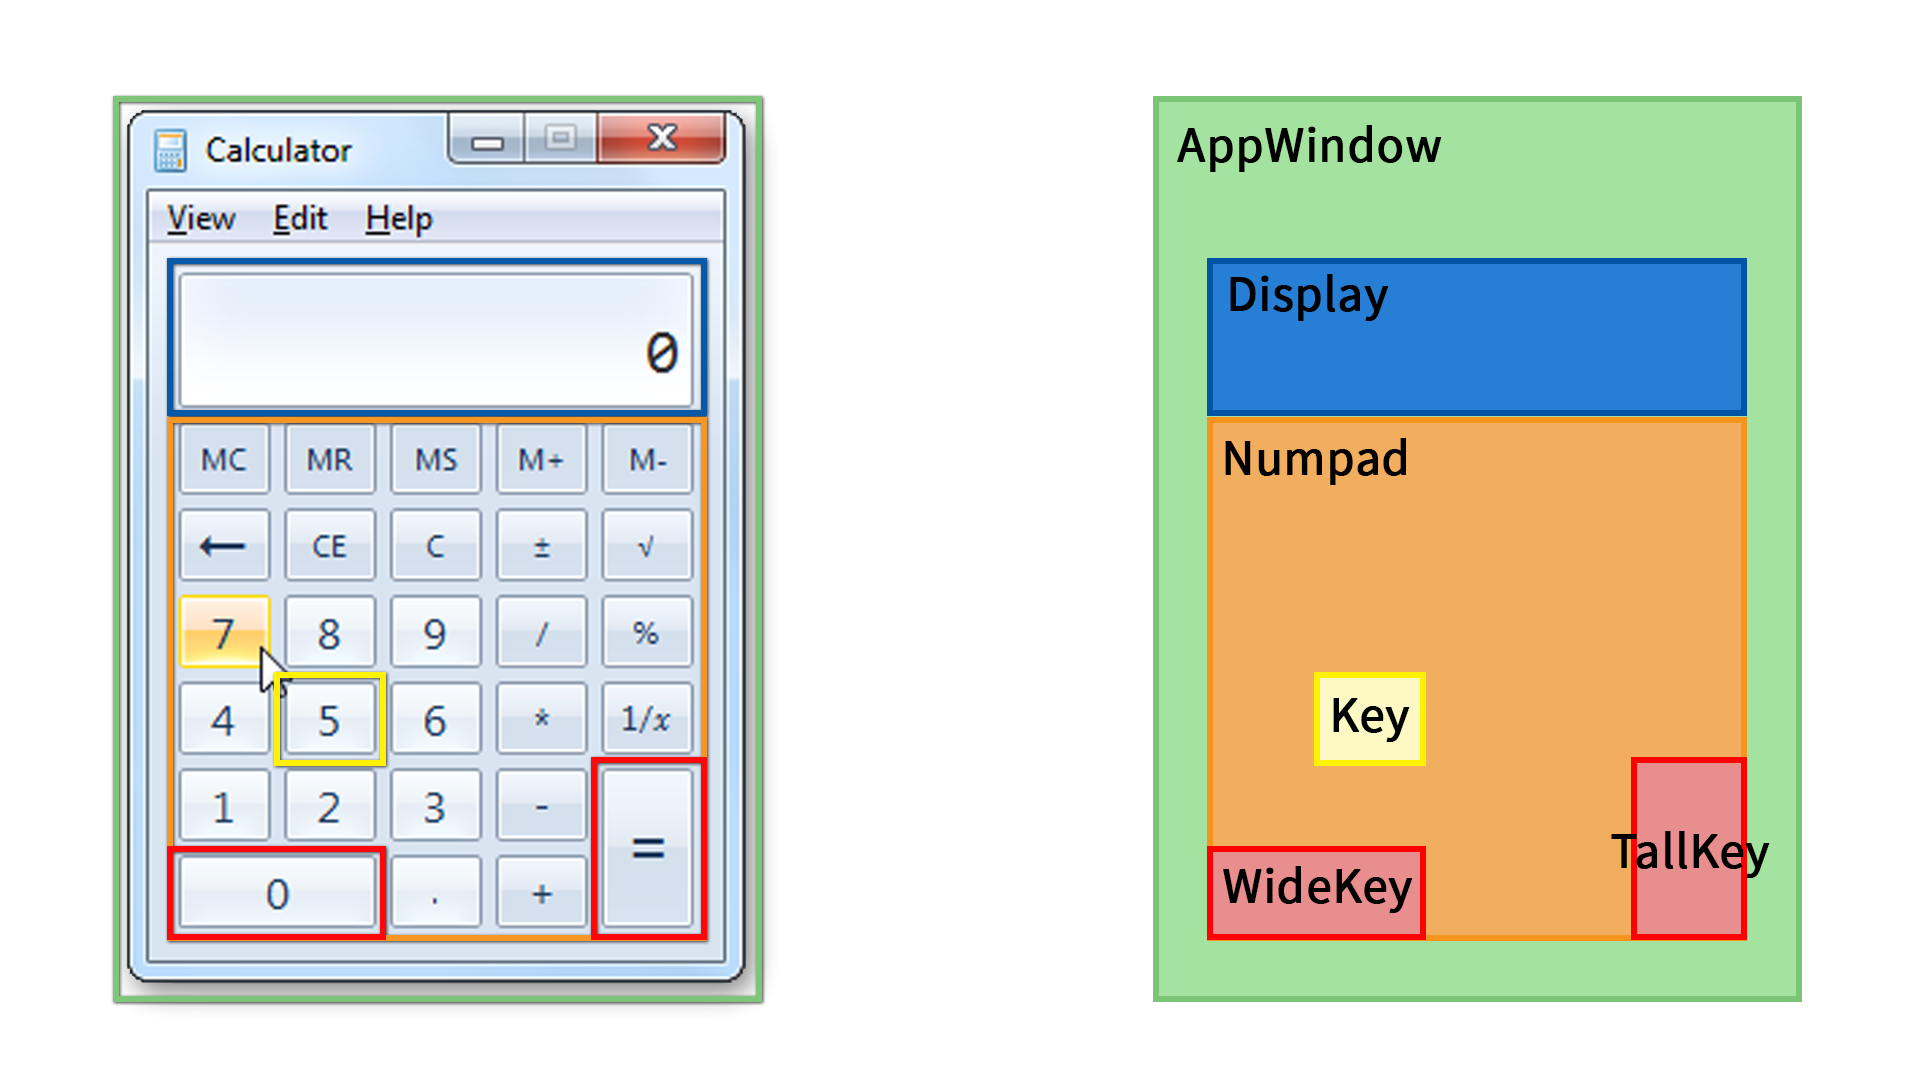 Calculator
View Edit Help
0
MC MR MS M+ M-
← CE C ± √
7 8 9 / %
4 5 6 * 1/x
1 2 3 - =
0 . +
AppWindow
Display
Numpad
Key
TallKey
WideKey